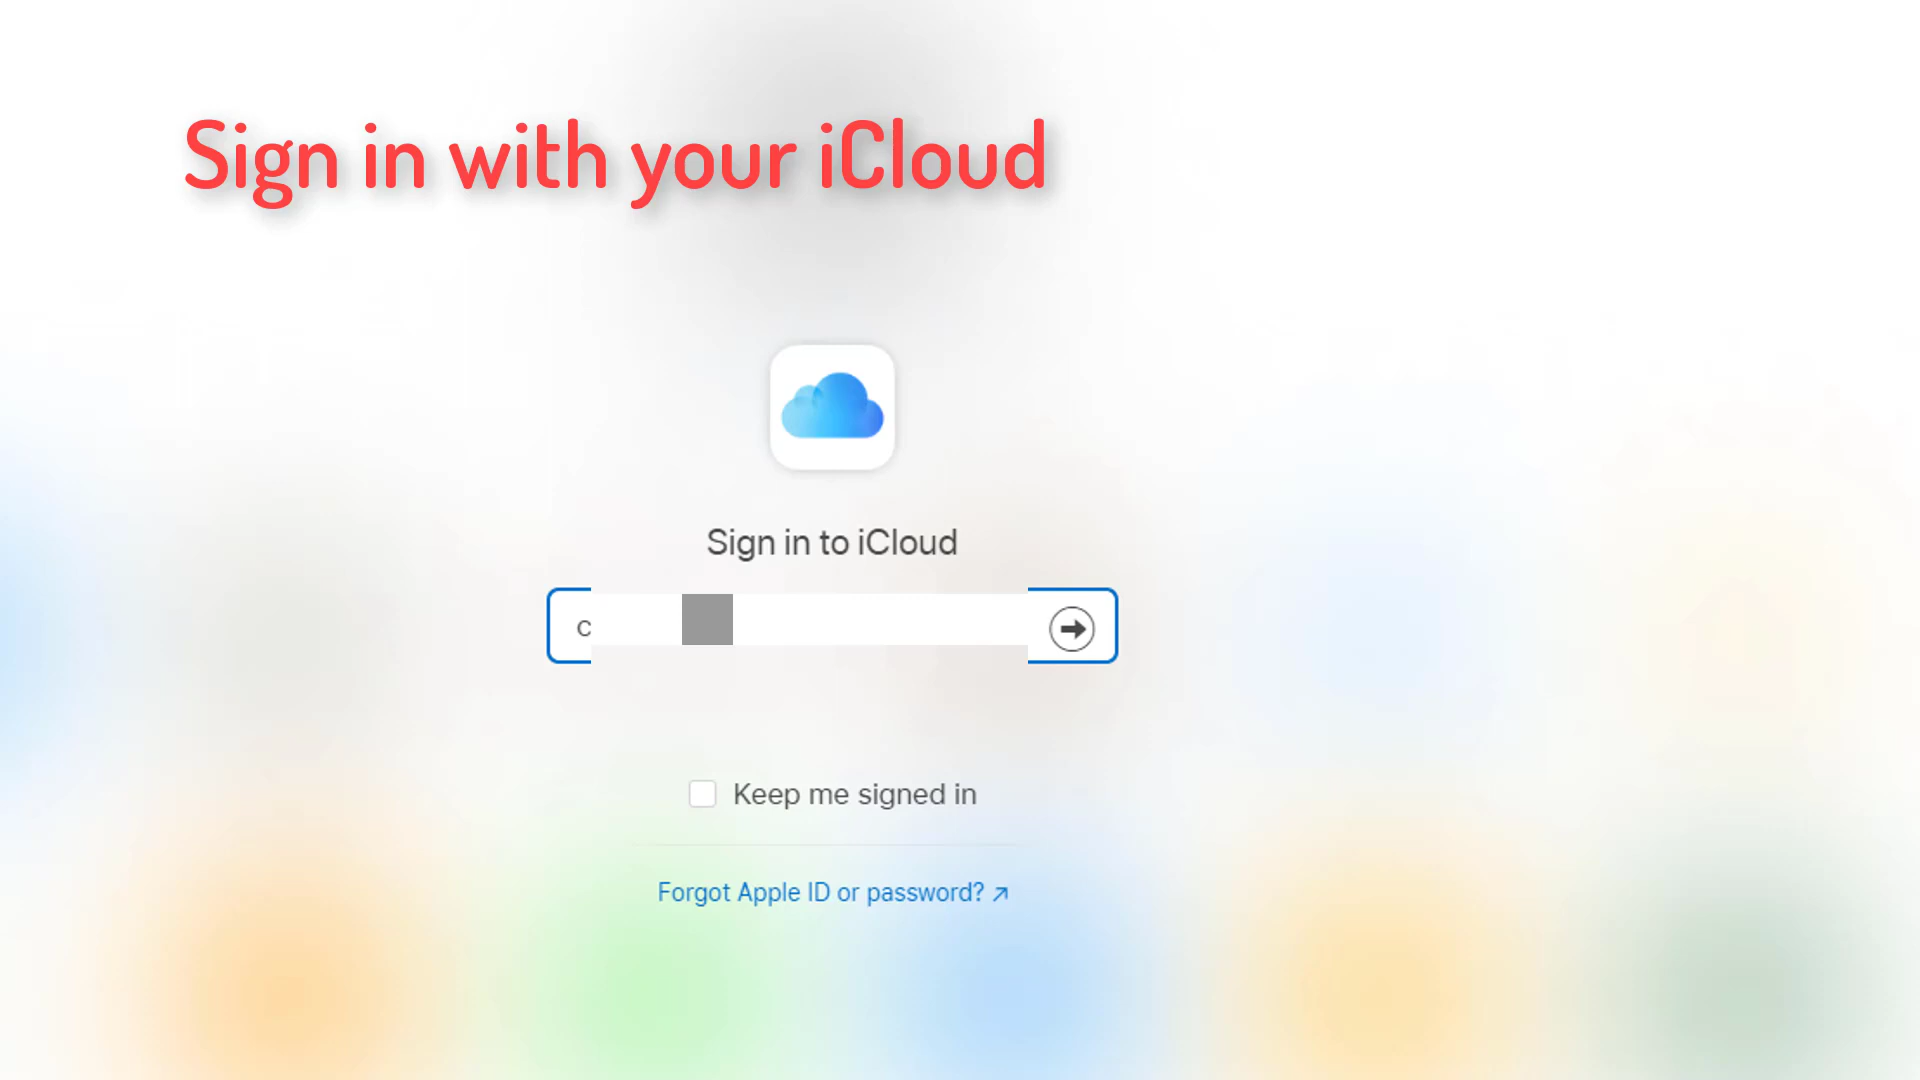 Sign in with your iCloud
Sign in to iCloud
c
Keep me signed in
Forgot Apple ID or password? ↗